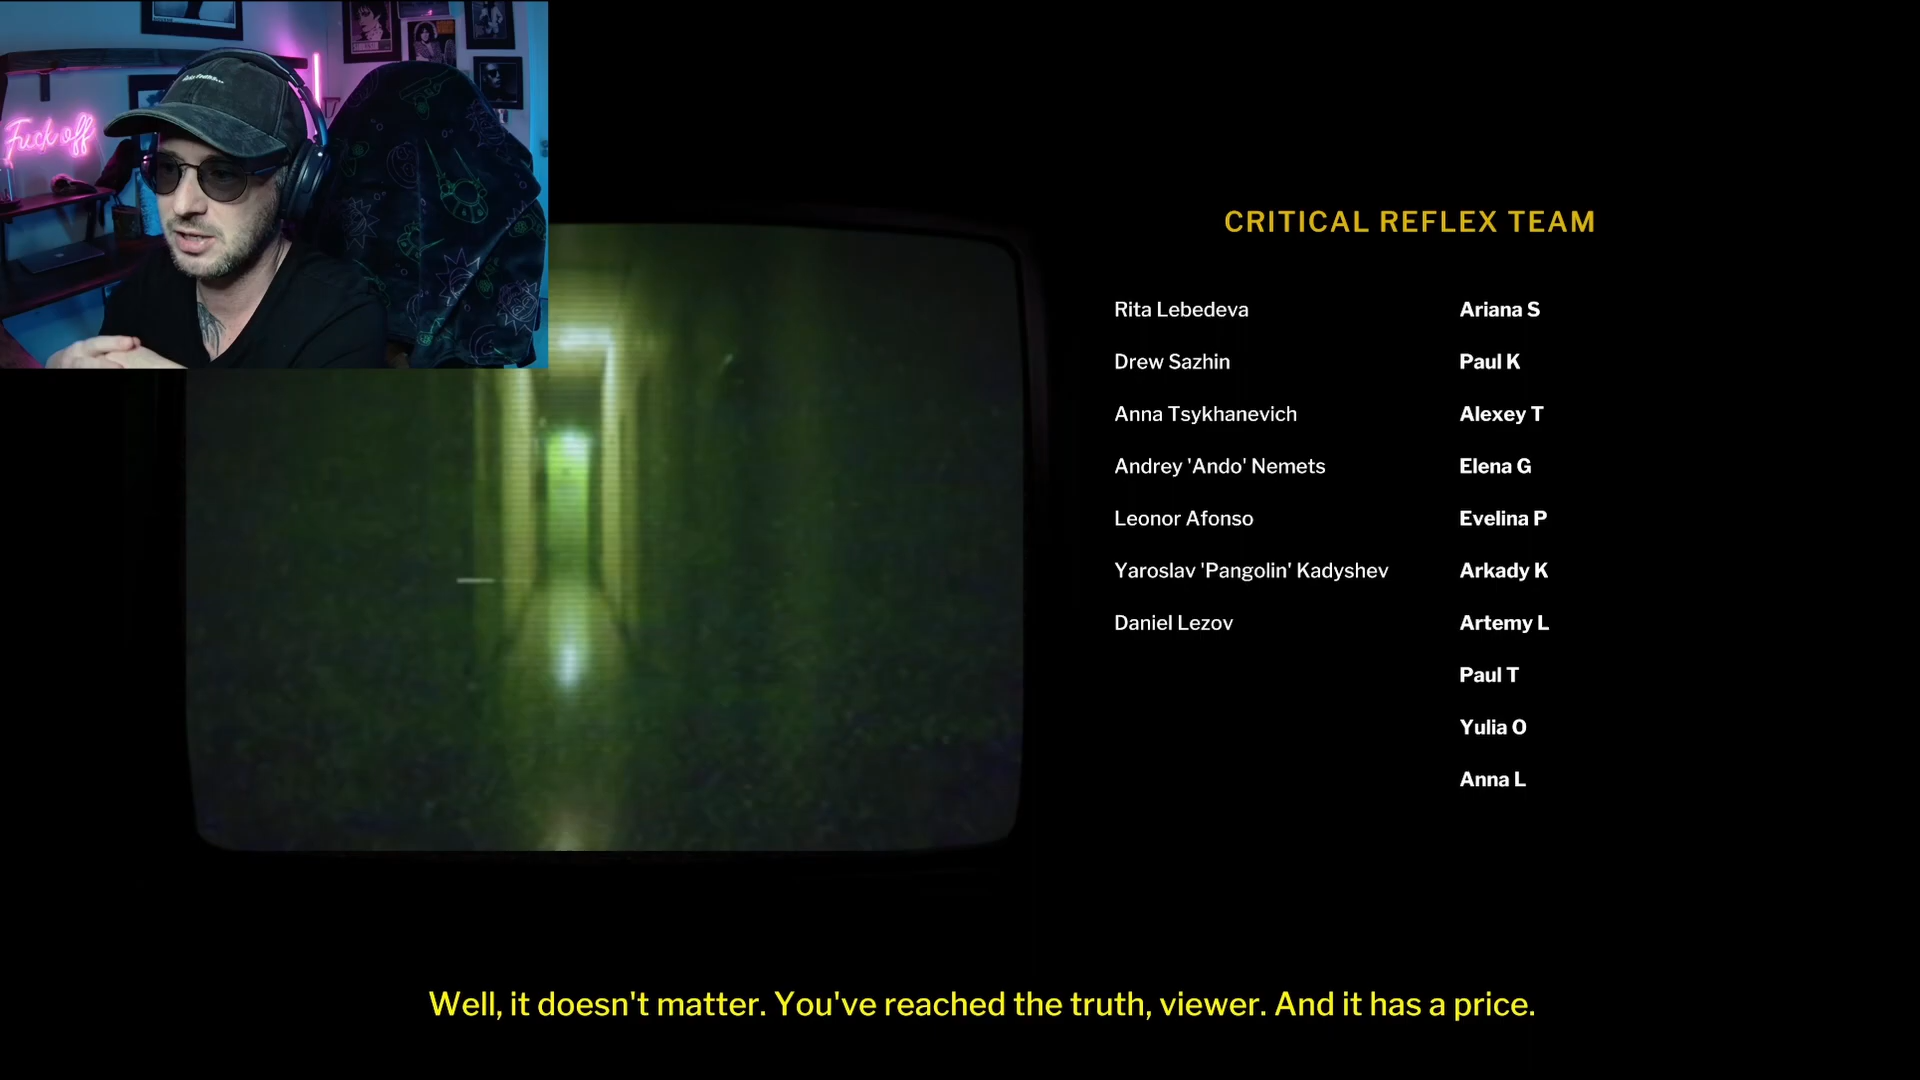 Fuck off
CRITICAL REFLEX TEAM
Rita Lebedeva
Drew Sazhin
Anna Tsykhanevich
Andrey 'Ando' Nemets
Leonor Afonso
Yaroslav 'Pangolin' Kadyshev
Daniel Lezov
Ariana S
Paul K
Alexey T
Elena G
Evelina P
Arkady K
Artemy L
Paul T
Yulia O
Anna L
Well, it doesn't matter. You've reached the truth, viewer. And it has a price.